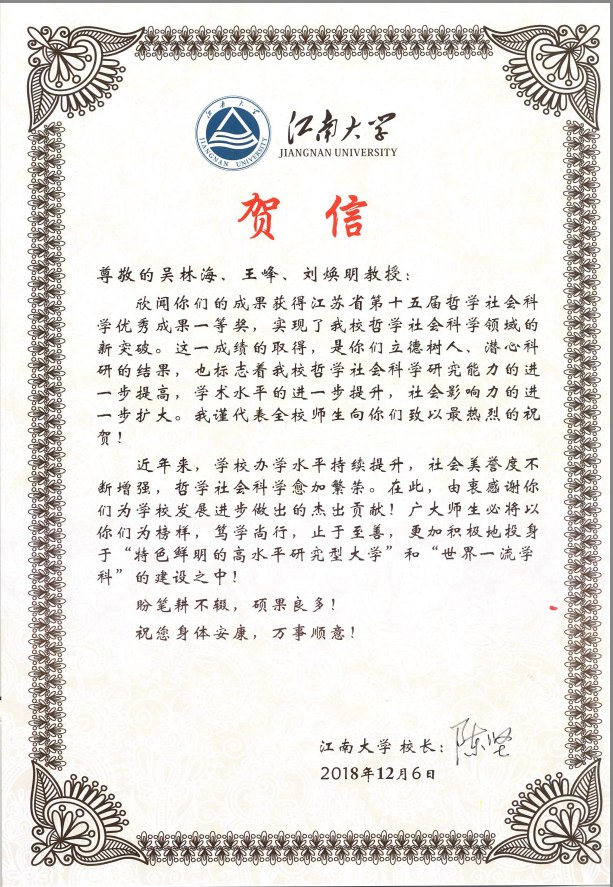 江南大学
JIANGNAN UNIVERSITY
江南大学
JIANGNAN UNIVERSITY
贺 信
尊敬的吴林海、王峰、刘焕明教授：
欣闻你们的成果获得江苏省第十五届哲学社会科
学优秀成果一等奖，实现了我校哲学社会科学领域的
新突破。这一成绩的取得，是你们立德树人、潜心科
研的结果，也标志着我校哲学社会科学研究能力的进
一步提高，学术水平的进一步提升，社会影响力的进
一步扩大。我谨代表全校师生向你们致以最热烈的祝
贺！
近年来，学校办学水平持续提升，社会美誉度不
断增强，哲学社会科学愈加繁荣。在此，由衷感谢你
们为学校发展进步做出的杰出贡献！广大师生必将以
你们为榜样，笃学尚行，止于至善，更加积极地投身
于“特色鲜明的高水平研究型大学”和“世界一流学
科”的建设之中！
盼笔耕不辍，硕果良多！
祝您身体安康，万事顺意！
江南大学 校长：陈坚
2018年12月6日